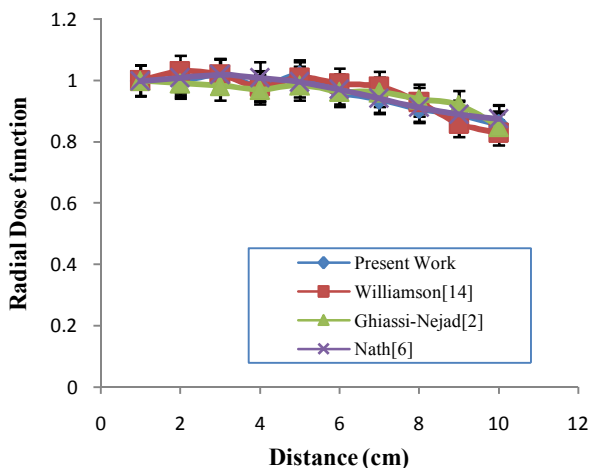 1.2
1
0.8
0.6
0.4
0.2
0
Radial Dose function
Present Work
Williamson[14]
Ghiassi-Nejad[2]
Nath[6]
0 2 4 6 8 10 12
Distance (cm)